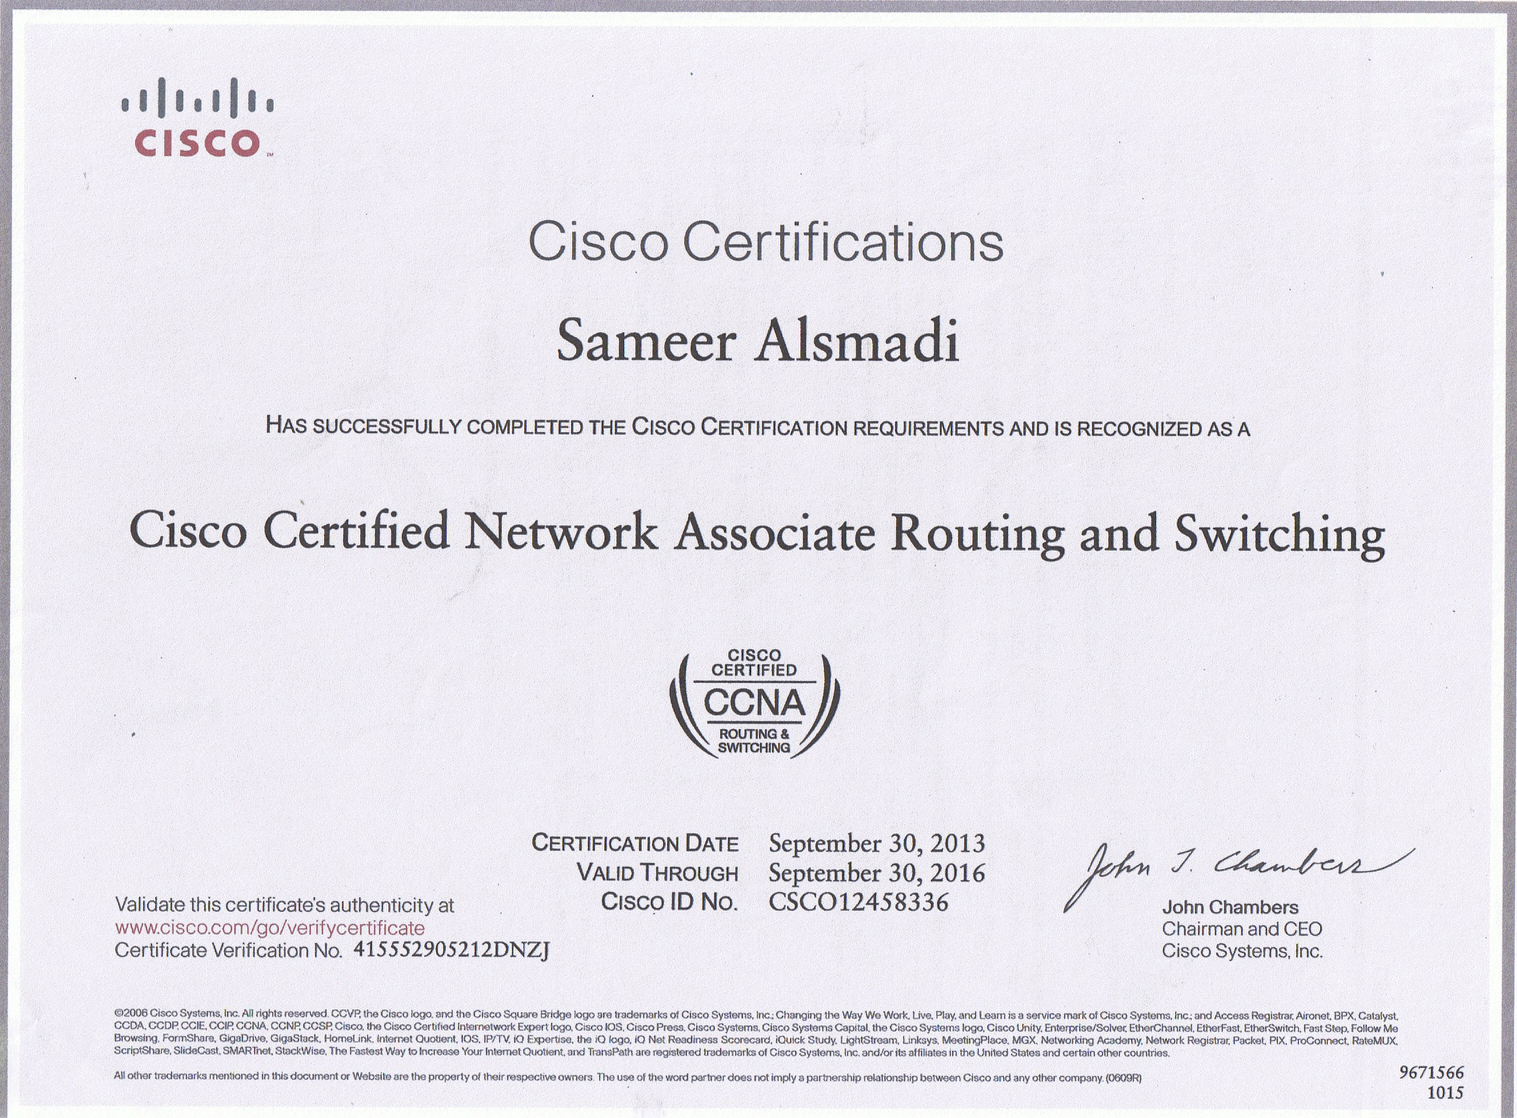 CISCO™
Cisco Certifications
Sameer Alsmadi
HAS SUCCESSFULLY COMPLETED THE CISCO CERTIFICATION REQUIREMENTS AND IS RECOGNIZED AS A
Cisco Certified Network Associate Routing and Switching
CISCO
CERTIFIED
CCNA
ROUTING &
SWITCHING
CERTIFICATION DATE September 30, 2013
VALID THROUGH September 30, 2016
CISCO ID NO. CSCO12458336
Validate this certificate's authenticity at
www.cisco.com/go/verifycertificate
Certificate Verification No. 415552905212DNZJ
John T. Chambers
John Chambers
Chairman and CEO
Cisco Systems, Inc.
©2006 Cisco Systems, Inc. All rights reserved. CCVP, the Cisco logo, and the Cisco Square Bridge logo are trademarks of Cisco Systems, Inc.; Changing the Way We Work, Live, Play, and Learn is a service mark of Cisco Systems, Inc.; and Access Registrar, Aironet, BPX, Catalyst,
CCDA, CCDP, CCIE, CCIP, CCNA, CCNP, CCSP, Cisco, the Cisco Certified Internetwork Expert logo, Cisco IOS, Cisco Press, Cisco Systems, Cisco Systems Capital, the Cisco Systems logo, Cisco Unity, Enterprise/Solver, EtherChannel, EtherFast, EtherSwitch, Fast Step, Follow Me
Browsing, FormShare, GigaDrive, GigaStack, HomeLink, Internet Quotient, IOS, IP/TV, iQ Expertise, the iQ logo, iQ Net Readiness Scorecard, iQuick Study, LightStream, Linksys, MeetingPlace, MGX, Networking Academy, Network Registrar, Packet, PIX, ProConnect, RateMUX,
ScriptShare, SlideCast, SMARTnet, StackWise, The Fastest Way to Increase Your Internet Quotient, and TransPath are registered trademarks of Cisco Systems, Inc. and/or its affiliates in the United States and certain other countries.
All other trademarks mentioned in this document or Website are the property of their respective owners. The use of the word partner does not imply a partnership relationship between Cisco and any other company. (0609R)
9671566
1015